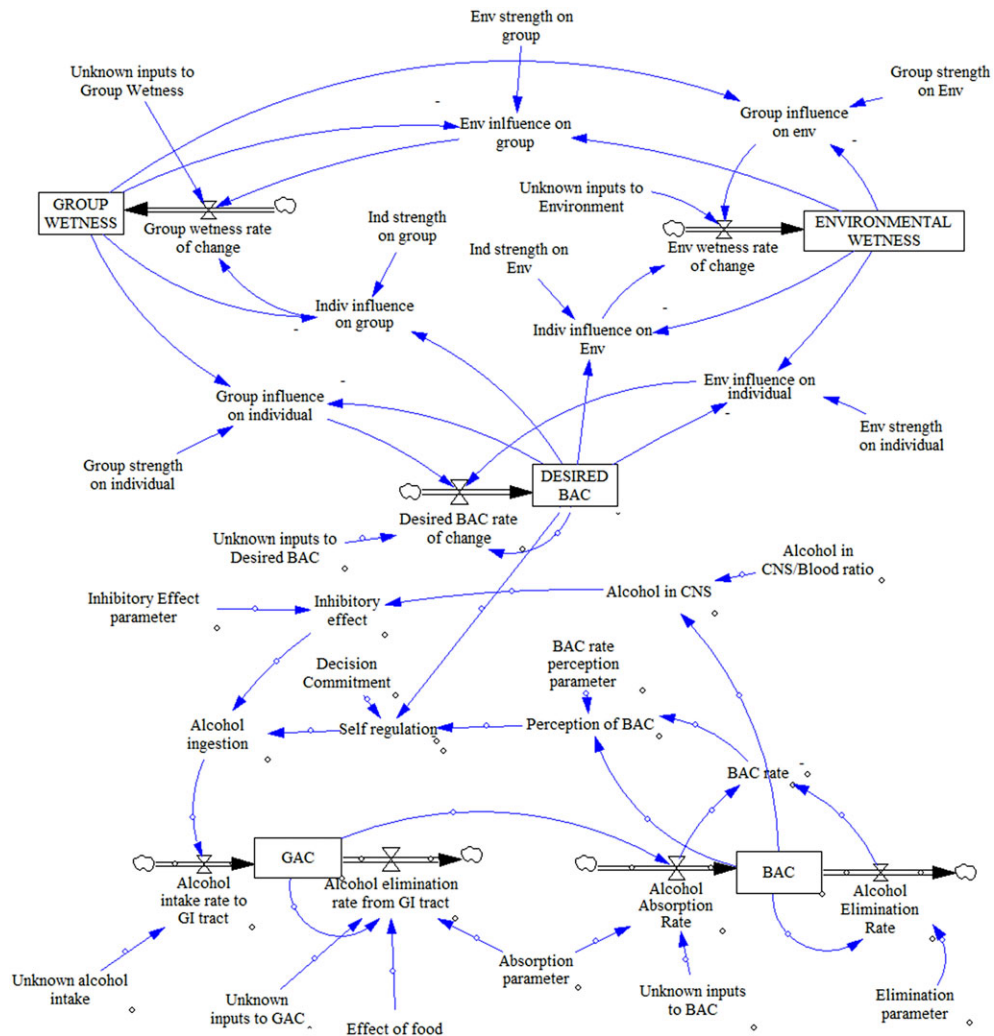 Env strength on
group
Unknown inputs to
Group Wetness
Group strength
on Env
Group influence
on env
Env inlfuence on
group
GROUP
WETNESS
Unknown inputs to
Environment
Group wetness rate
of change
Ind strength
on group
ENVIRONMENTAL
WETNESS
Env wetness rate
of change
Ind strength on
Env
Indiv influence
on group
Indiv influence on
Env
Env influence on
individual
Group influence
on individual
Env strength
on individual
Group strength
on individual
DESIRED
BAC
Desired BAC rate
of change
Unknown inputs to
Desired BAC
Alcohol in
CNS/Blood ratio
Inhibitory Effect
parameter
Inhibitory
effect
Alcohol in CNS
Decision
Commitment
BAC rate
perception
parameter
Alcohol
ingestion
Self regulation
Perception of BAC
BAC rate
GAC
BAC
Alcohol
intake rate to
GI tract
Alcohol elimination
rate from GI tract
Alcohol
Absorption
Rate
Alcohol
Elimination
Rate
Unknown alcohol
intake
Unknown
inputs to GAC
Effect of food
Absorption
parameter
Unknown
inputs to BAC
Elimination
parameter